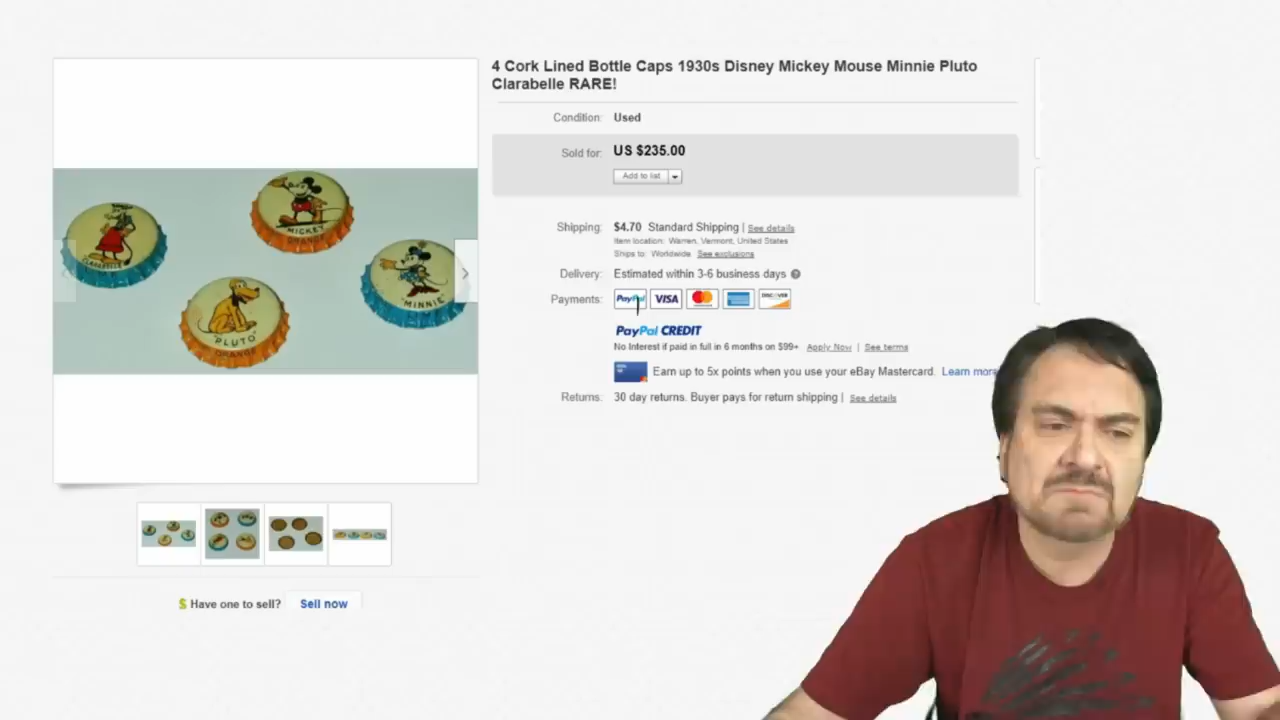 4 Cork Lined Bottle Caps 1930s Disney Mickey Mouse Minnie Pluto
Clarabelle RARE!
Condition: Used
Sold for: US $235.00
Add to list
Shipping: $4.70 Standard Shipping | See details
Item location: Warren, Vermont, United States
Ships to: Worldwide See exclusions
Delivery: Estimated within 3-6 business days
Payments: PayPal VISA MasterCard DISCOVER
PayPal CREDIT
No Interest if paid in full in 6 months on $99+ Apply Now | See terms
Earn up to 5x points when you use your eBay Mastercard. Learn more
Returns: 30 day returns. Buyer pays for return shipping | See details
MICKEY
ORANGE
"MINNIE"
LIME
"PLUTO"
ORANGE
$ Have one to sell? Sell now